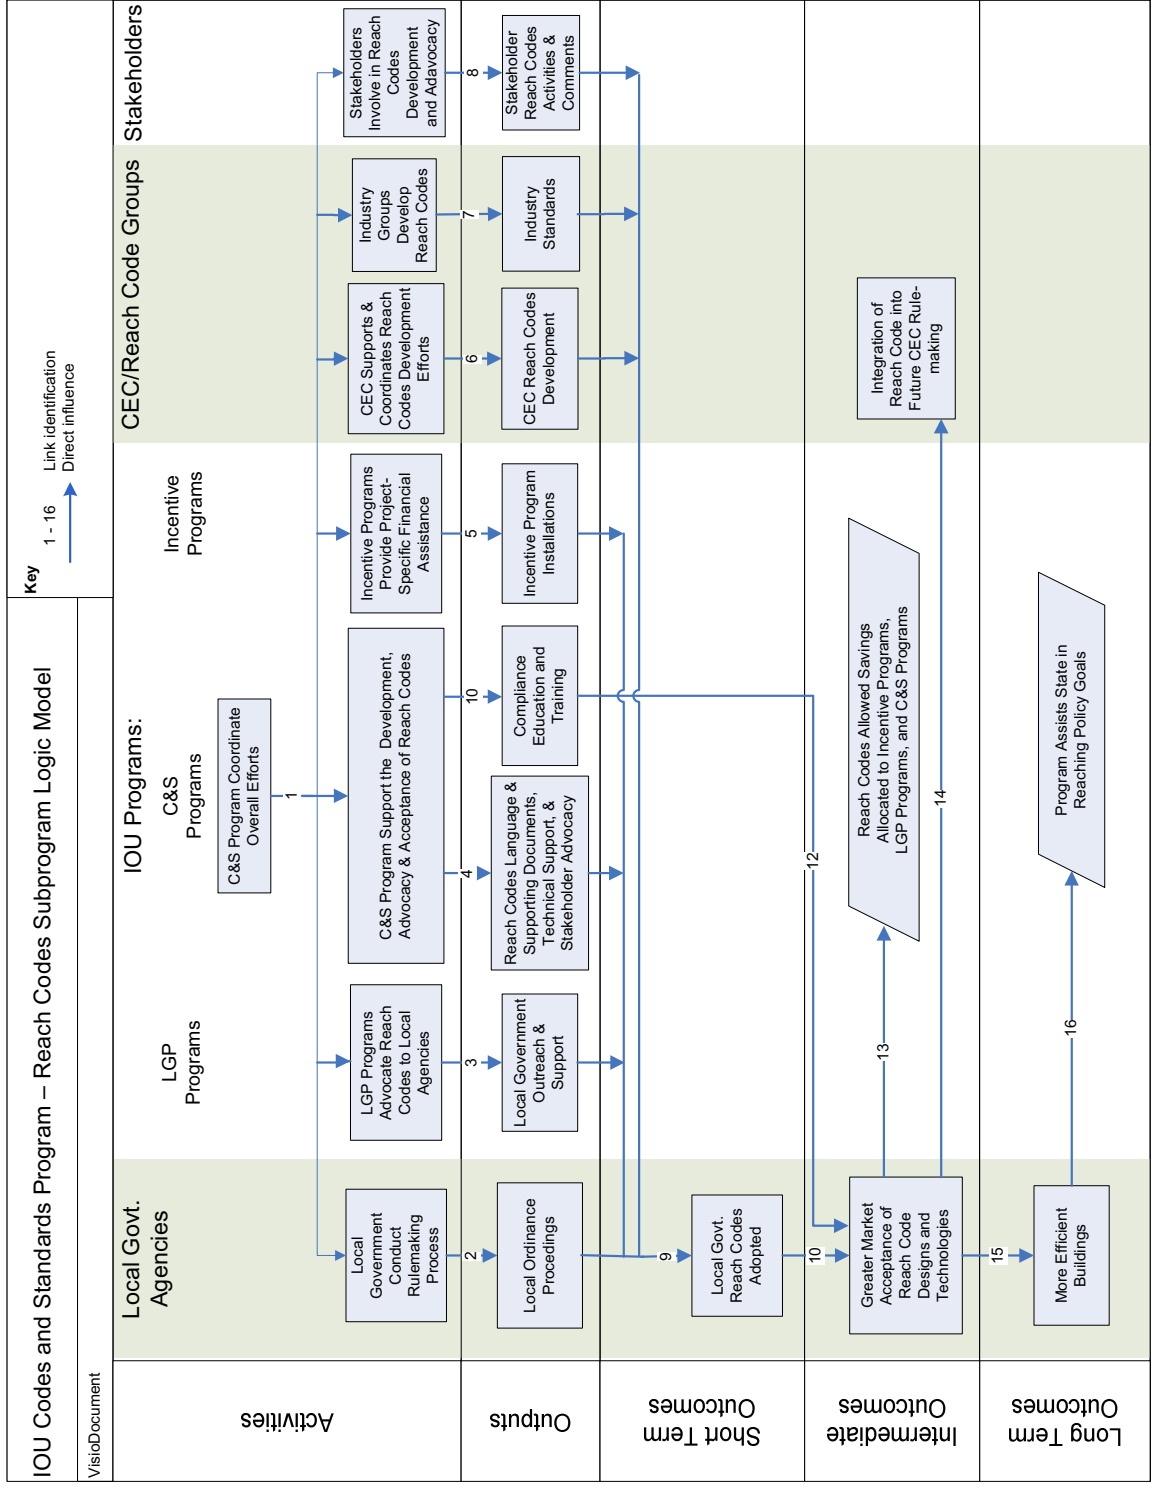 IOU Codes and Standards Program – Reach Codes Subprogram Logic Model
VisioDocument
Key
1 - 16
Link identification
Direct influence
Local Govt.
Agencies
IOU Programs:
LGP
Programs
C&S
Programs
Incentive
Programs
CEC/Reach Code Groups
Stakeholders
Activities
C&S Program Coordinate
Overall Efforts
1
Local
Government
Conduct
Rulemaking
Process
LGP Programs
Advocate Reach
Codes to Local
Agencies
C&S Program Support the Development,
Advocacy & Acceptance of Reach Codes
Incentive Programs
Provide Project-
Specific Financial
Assistance
CEC Supports &
Coordinates Reach
Codes Development
Efforts
Industry
Groups
Develop
Reach Codes
Stakeholders
Involve in Reach
Codes
Development
and Adavocacy
2
3
4
10
5
6
7
8
Outputs
Local Ordinance
Procedings
Local Government
Outreach &
Support
Reach Codes Language &
Supporting Documents,
Technical Support, &
Stakeholder Advocacy
Compliance
Education and
Training
Incentive Program
Installations
CEC Reach Codes
Development
Industry
Standards
Stakeholder
Reach Codes
Activities &
Comments
Short Term
Outcomes
9
Local Govt.
Reach Codes
Adopted
10
12
Intermediate
Outcomes
Greater Market
Acceptance of
Reach Code
Designs and
Technologies
13
14
Reach Codes Allowed Savings
Allocated to Incentive Programs,
LGP Programs, and C&S Programs
Integration of
Reach Code into
Future CEC Rule-
making
15
Long Term
Outcomes
More Efficient
Buildings
16
Program Assists State in
Reaching Policy Goals